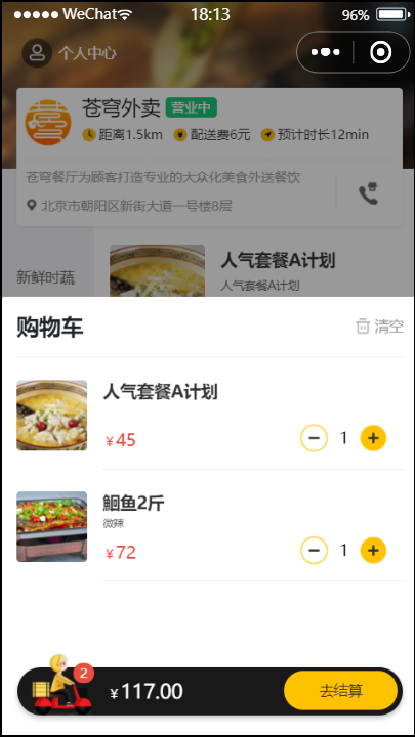 WeChat 18:13 96%
个人中心
苍穹外卖 营业中
距离1.5km 配送费6元 预计时长12min
苍穹餐厅为顾客打造专业的大众化美食外送餐饮
北京市朝阳区新街大道一号楼8层
新鲜时蔬
人气套餐A计划
人气套餐A计划
购物车
清空
人气套餐A计划
¥45 1
鮰鱼2斤
微辣
¥72 1
2
¥117.00
去结算